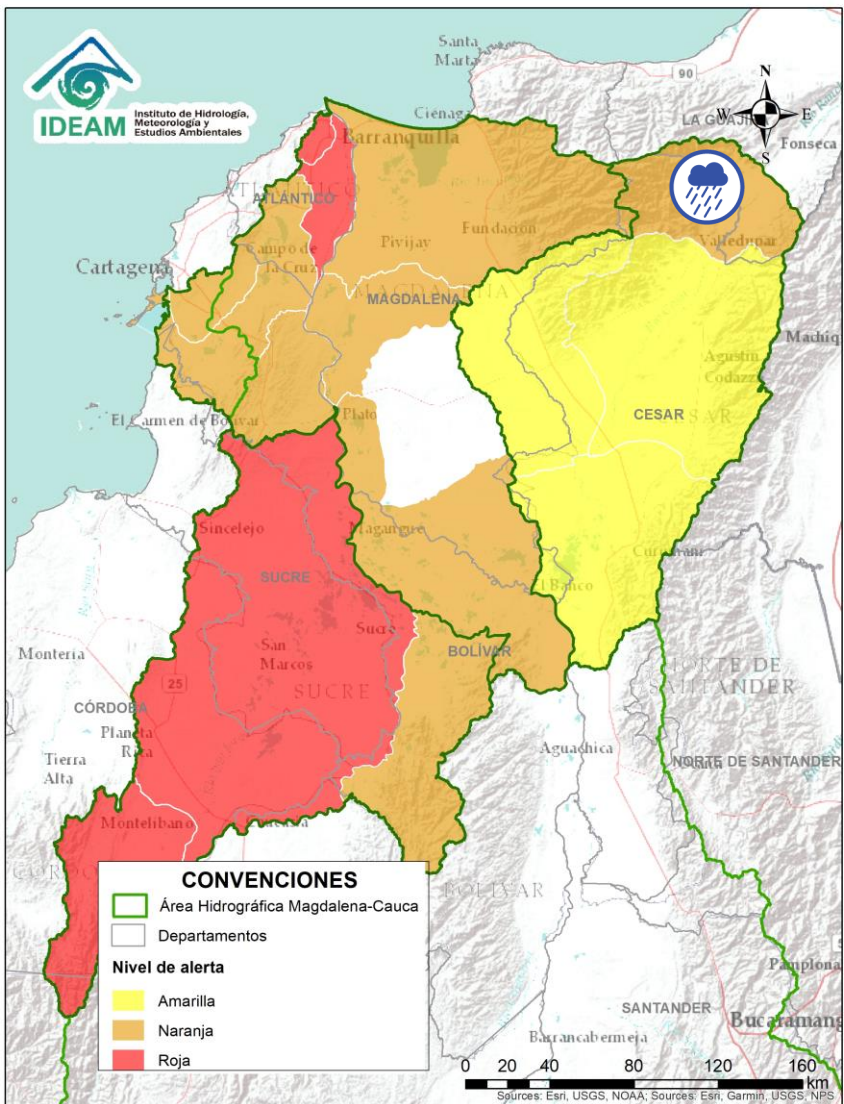 IDEAM
Instituto de Hidrología,
Meteorología y
Estudios Ambientales
Santa
Marta
90
N
W
E
S
LA GUAJI
Ciénaga
Fonseca
Barranquilla
ATLÁNTICO
Fundación
Pivijay
Valledupar
Campo de
la Cruz
Cartagena
MAGDALENA
Machiq
Agustín
Codazzi
Plato
CESAR
El Carmen de Bolívar
Sincelejo
Magangué
Curumaní
El Banco
SUCRE
Sucre
San
Marcos
BOLÍVAR
Montería
SUCRE
NORTE DE
SANTANDER
25
CÓRDOBA
Planeta
Rica
Aguachica
Tierra
Alta
NORTE DE SANTANDER
Montelíbano
Caucasia
BOLÍVAR
CONVENCIONES
Área Hidrográfica Magdalena-Cauca
Departamentos
Nivel de alerta
Amarilla
Naranja
Roja
Pamplona
SANTANDER
Bucaramang
Barrancabermeja
0 20 40 80 120 160
km
Sources: Esri, USGS, NOAA; Sources: Esri, Garmin, USGS, NPS